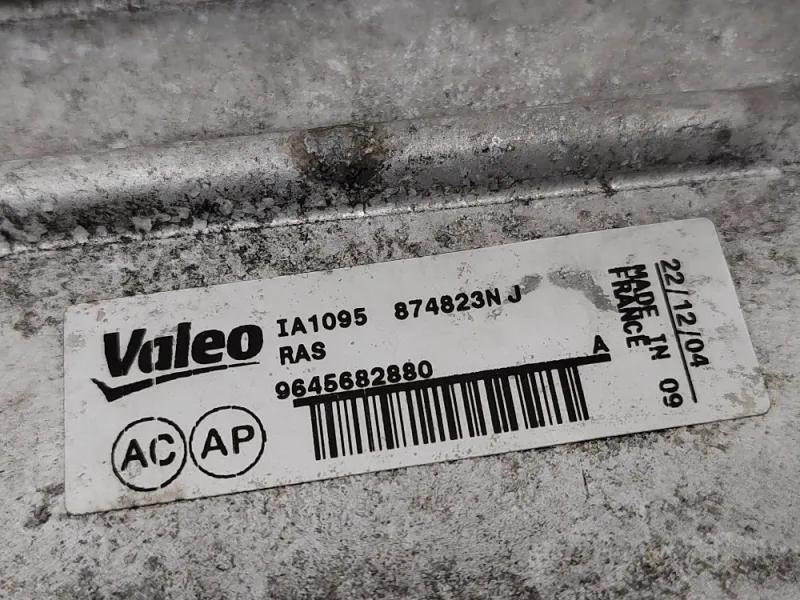 Valeo
IA1095 874823N J
RAS
9645682880 A
AC AP
22/12/04
MADE IN 09
FRANCE